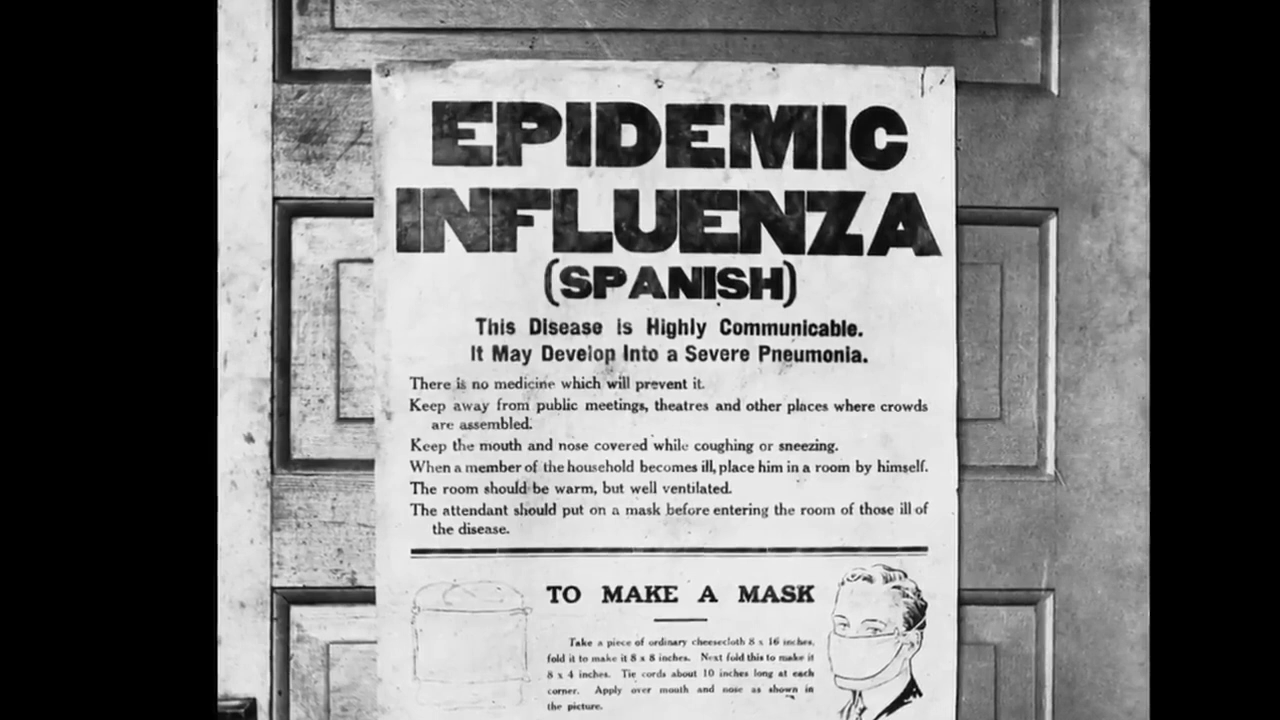 EPIDEMIC
INFLUENZA
(SPANISH)
This Disease is Highly Communicable.
It May Develop Into a Severe Pneumonia.
There is no medicine which will prevent it.
Keep away from public meetings, theatres and other places where crowds
are assembled.
Keep the mouth and nose covered while coughing or sneezing.
When a member of the household becomes ill, place him in a room by himself.
The room should be warm, but well ventilated.
The attendant should put on a mask before entering the room of those ill of
the disease.
TO MAKE A MASK
Take a piece of ordinary cheesecloth 8 x 16 inches,
fold it to make it 8 x 8 inches. Next fold this to make it
8 x 4 inches. Tie cords about 10 inches long at each
corner. Apply over mouth and nose as shown in
the picture.